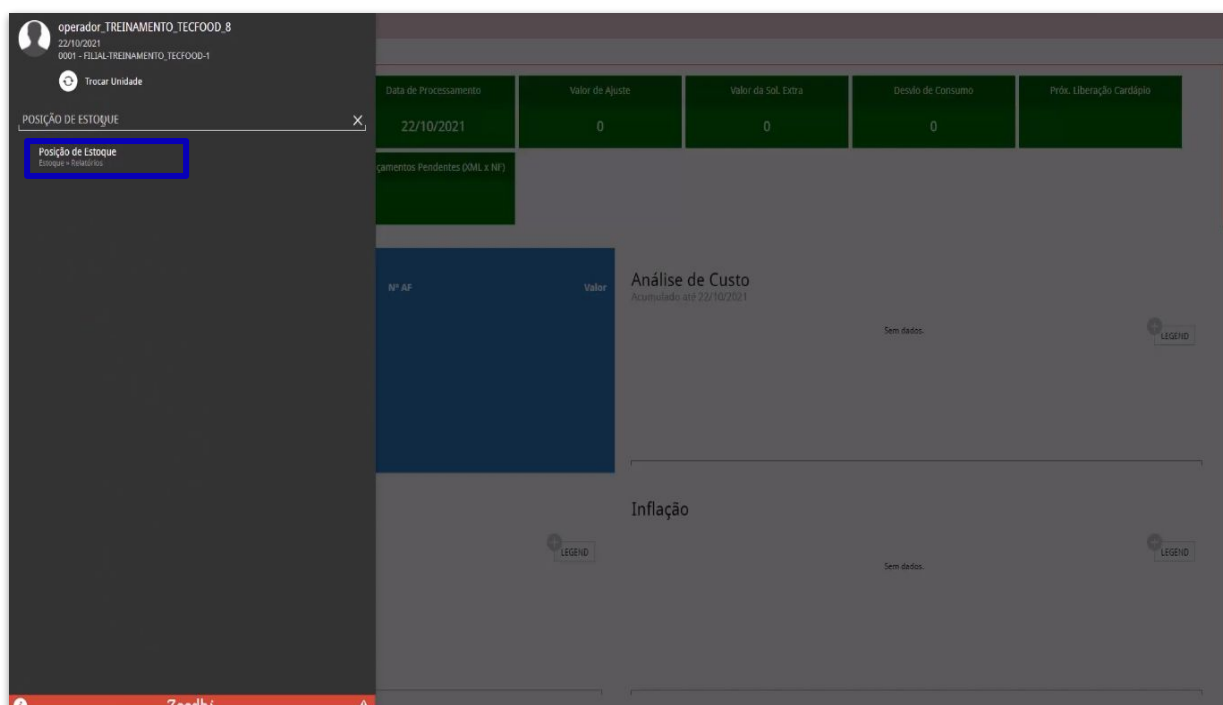 operador_TREINAMENTO_TECFOOD_8
22/10/2021
0001 - FILIAL-TREINAMENTO_TECFOOD-1
Trocar Unidade
POSIÇÃO DE ESTOQUE
Posição de Estoque
Estoque » Relatórios
Data de Processamento
22/10/2021
Valor de Ajuste
0
Valor da Sol. Extra
0
Desvio de Consumo
0
Próx. Liberação Cardápio
Pendentes (XML x NF)
Nº AF
Valor
Análise de Custo
Acumulado até 22/10/2021
Sem dados.
LEGEND
LEGEND
Inflação
Sem dados.
LEGEND